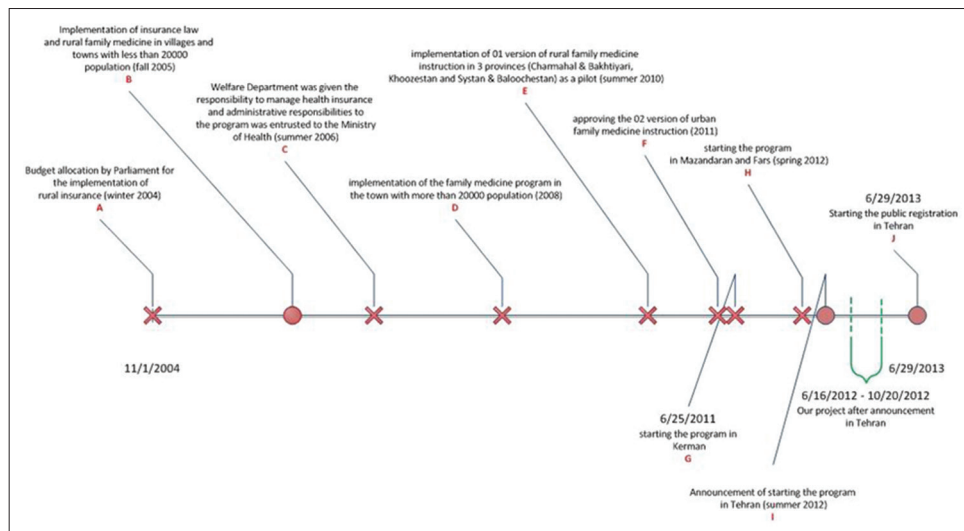 Implementation of insurance law
and rural family medicine in villages and
towns with less than 20000
population (fall 2005)
B
Welfare Department was given the
responsibility to manage health insurance
and administrative responsibilities to
the program was entrusted to the Ministry
of Health (summer 2006)
C
Budget allocation by Parliament for
the implementation of
rural insurance (winter 2004)
A
implementation of the family medicine program in
the town with more than 20000 population (2008)
D
implementation of 01 version of rural family medicine
instruction in 3 provinces (Charmahal & Bakhtiyari,
Khoozestan and Systan & Baloochestan) as a pilot (summer 2010)
E
approving the 02 version of urban
family medicine instruction (2011)
F
starting the program
in Mazandaran and Fars (spring 2012)
H
6/29/2013
Starting the public registration
in Tehran
J
11/1/2004
6/29/2013
6/16/2012 - 10/20/2012
Our project after announcement
in Tehran
6/25/2011
starting the program in
Kerman
G
Announcement of starting the program
in Tehran (summer 2012)
I